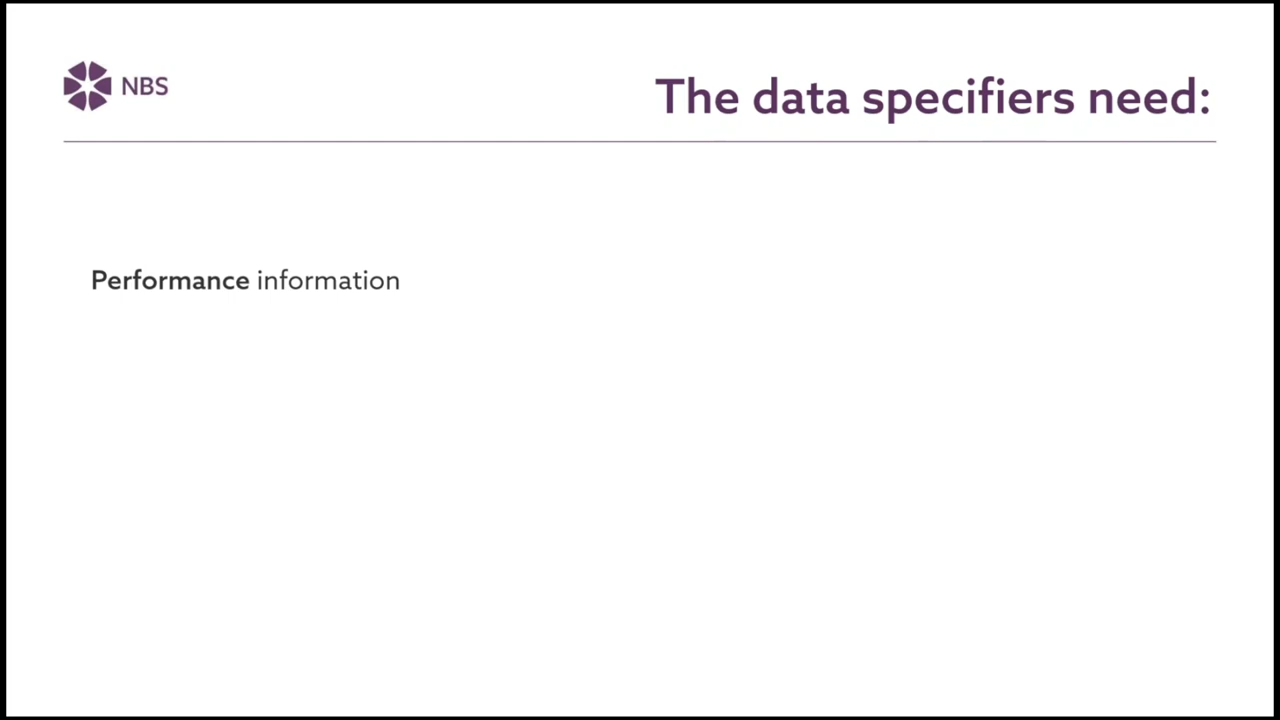 NBS
The data specifiers need:
Performance information